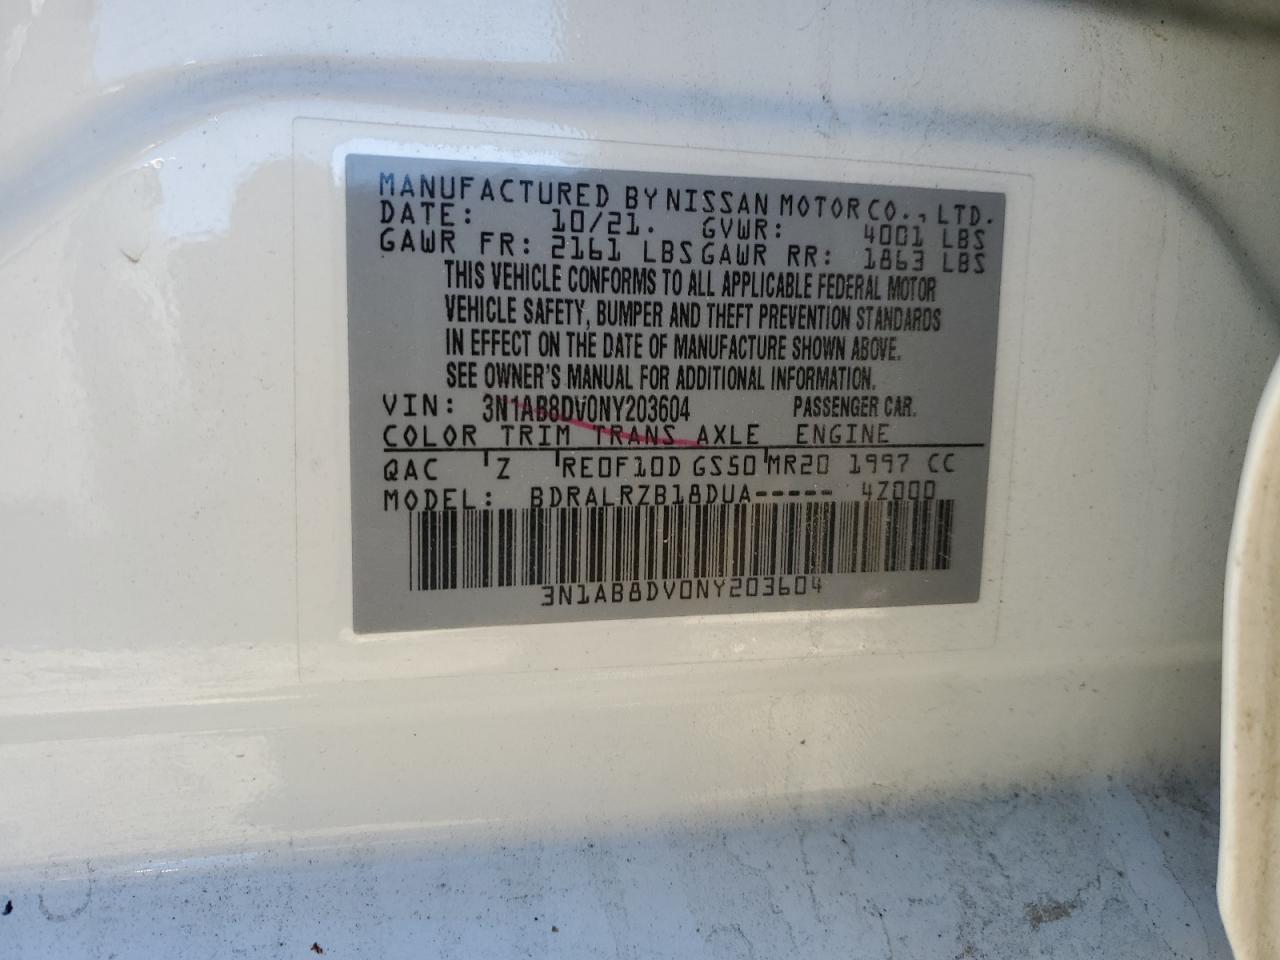 MANUFACTURED BY NISSAN MOTOR CO., LTD.
DATE: 10/21. GVWR: 4001 LBS
GAWR FR: 2161 LBS GAWR RR: 1863 LBS
THIS VEHICLE CONFORMS TO ALL APPLICABLE FEDERAL MOTOR
VEHICLE SAFETY, BUMPER AND THEFT PREVENTION STANDARDS
IN EFFECT ON THE DATE OF MANUFACTURE SHOWN ABOVE.
SEE OWNER'S MANUAL FOR ADDITIONAL INFORMATION.
VIN: 3N1AB8DV0NY203604 PASSENGER CAR.
COLOR TRIM TRANS AXLE ENGINE
QAC Z RE0F10D GS50 MR20 1997 CC
MODEL: BDRALRZB18DUA----- 4Z000
3N1AB8DV0NY203604